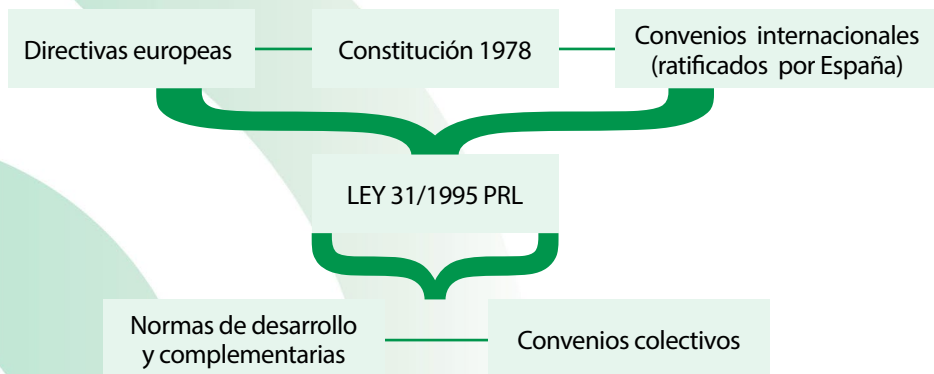 Directivas europeas
Constitución 1978
Convenios internacionales
(ratificados por España)
LEY 31/1995 PRL
Normas de desarrollo
y complementarias
Convenios colectivos